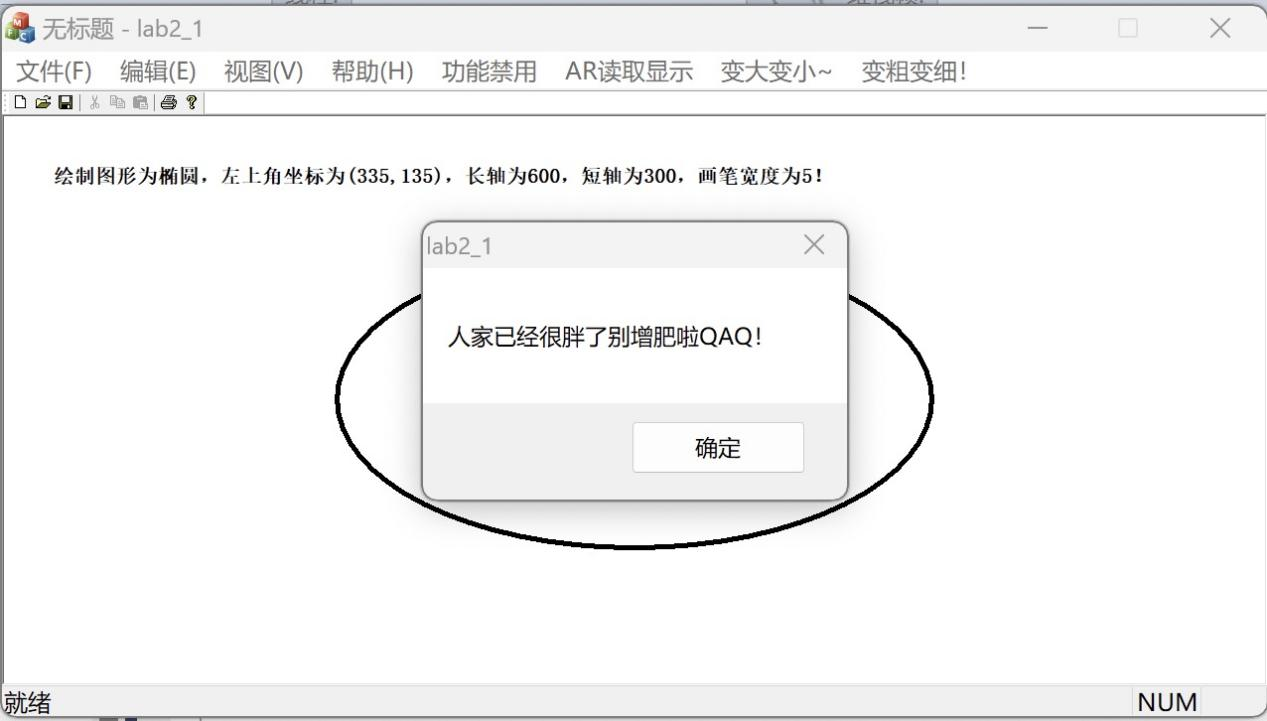 无标题 - lab2_1
文件(F) 编辑(E) 视图(V) 帮助(H) 功能禁用 AR读取显示 变大变小~ 变粗变细!
绘制图形为椭圆，左上角坐标为(335,135)，长轴为600，短轴为300，画笔宽度为5!
lab2_1
人家已经很胖了别增肥啦QAQ!
确定
就绪 NUM